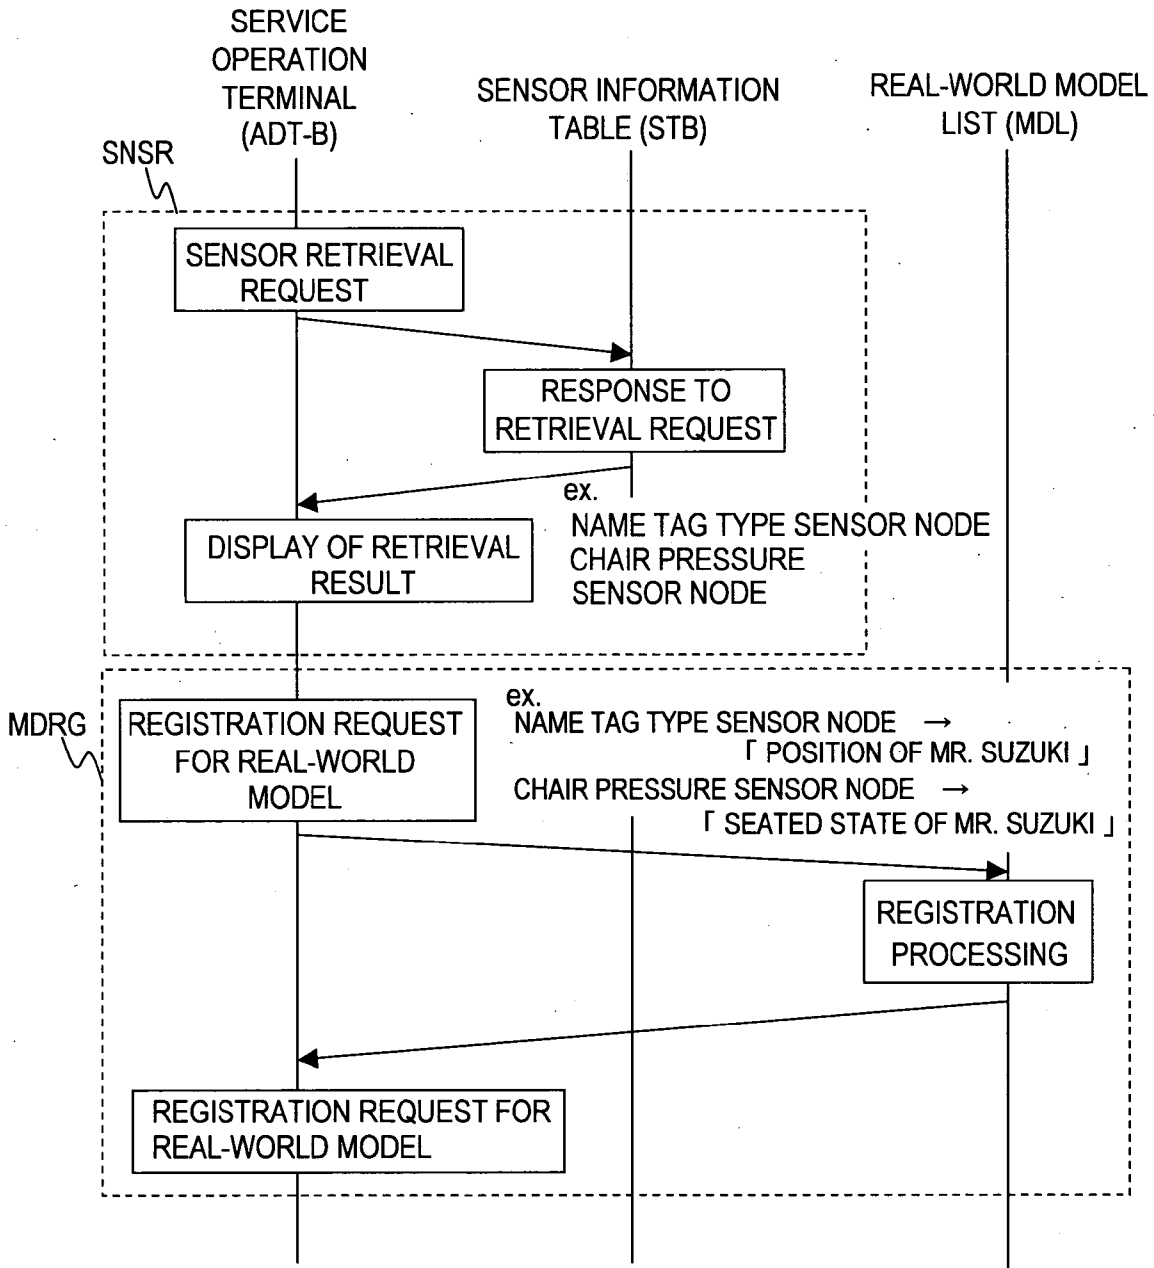 SERVICE
OPERATION
TERMINAL
(ADT-B)
SENSOR INFORMATION
TABLE (STB)
REAL-WORLD MODEL
LIST (MDL)
SNSR
SENSOR RETRIEVAL
REQUEST
RESPONSE TO
RETRIEVAL REQUEST
ex.
NAME TAG TYPE SENSOR NODE
CHAIR PRESSURE
SENSOR NODE
DISPLAY OF RETRIEVAL
RESULT
MDRG
REGISTRATION REQUEST
FOR REAL-WORLD
MODEL
ex.
NAME TAG TYPE SENSOR NODE →
「 POSITION OF MR. SUZUKI 」
CHAIR PRESSURE SENSOR NODE →
「 SEATED STATE OF MR. SUZUKI 」
REGISTRATION
PROCESSING
REGISTRATION REQUEST FOR
REAL-WORLD MODEL